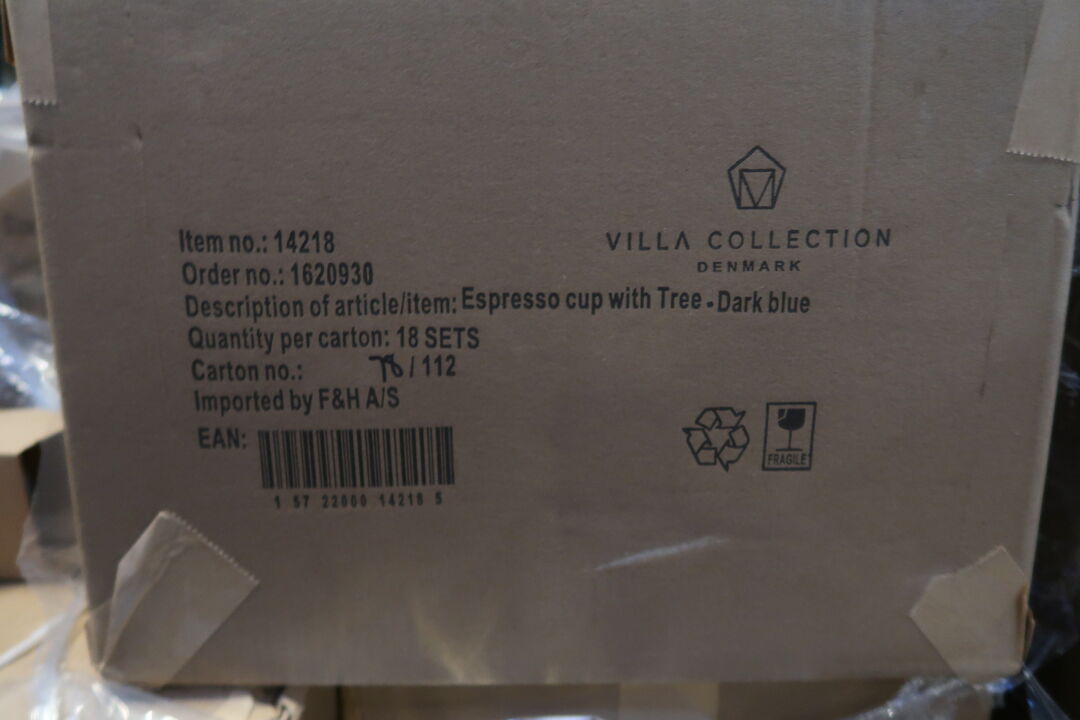 VILLA COLLECTION
DENMARK
Item no.: 14218
Order no.: 1620930
Description of article/item: Espresso cup with Tree - Dark blue
Quantity per carton: 18 SETS
Carton no.: 78/112
Imported by F&H A/S
EAN:
1 57 22000 14218 5
FRAGILE